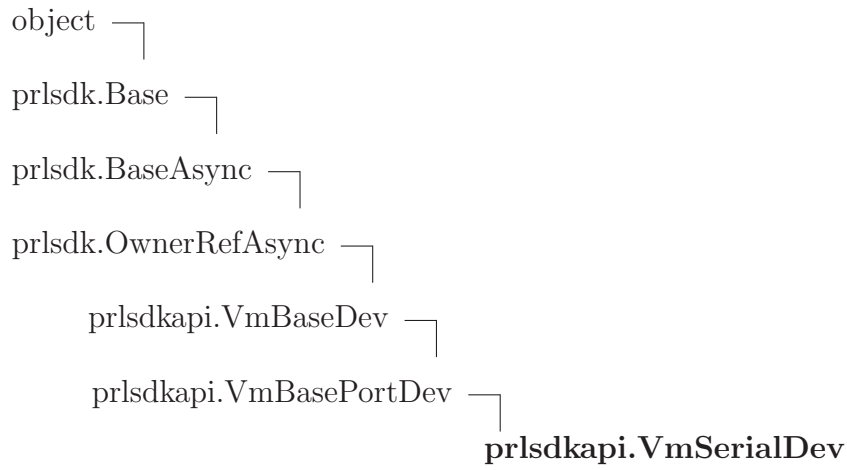 object
prlsdk.Base
prlsdk.BaseAsync
prlsdk.OwnerRefAsync
prlsdkapi.VmBaseDev
prlsdkapi.VmBasePortDev
prlsdkapi.VmSerialDev